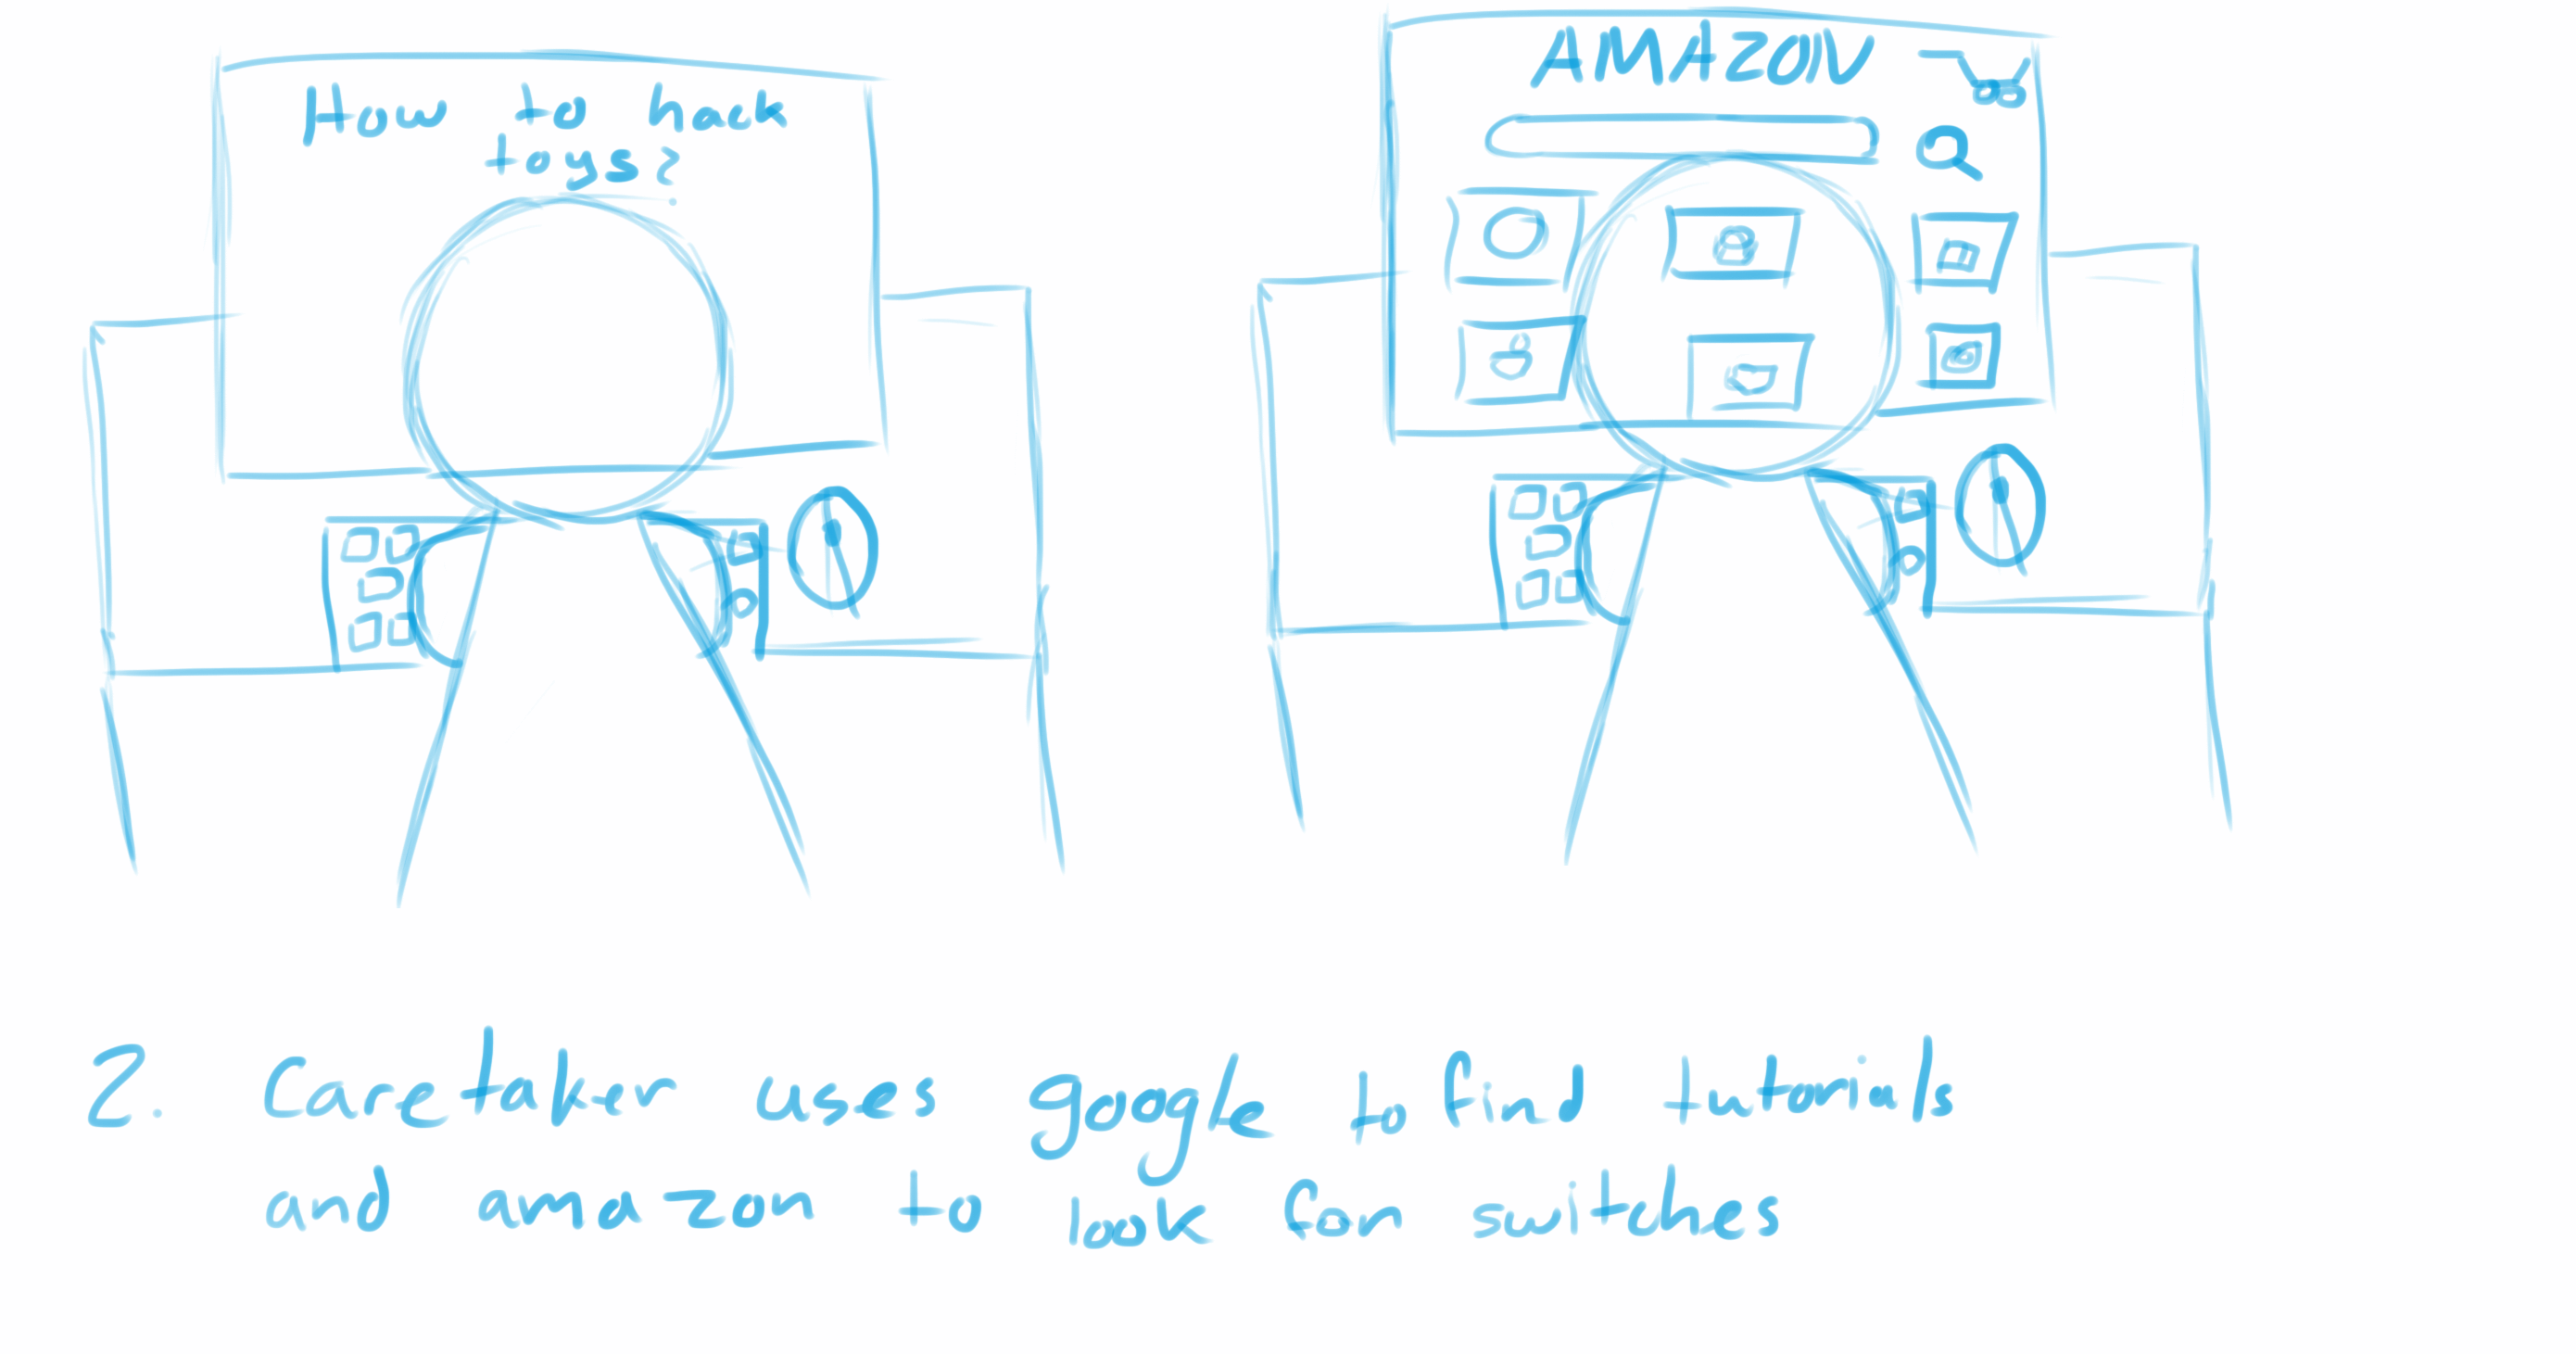 How to hack
toys?
AMAZON
2. Caretaker uses google to find tutorials
and amazon to look for switches